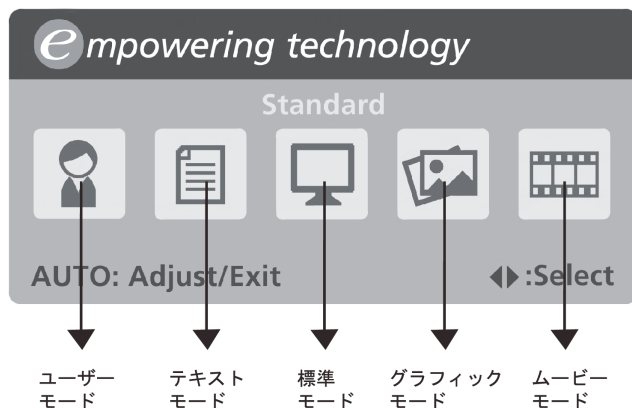 empowering technology
Standard
AUTO: Adjust/Exit
◀▶:Select
ユーザー
モード
テキスト
モード
標準
モード
グラフィック
モード
ムービー
モード